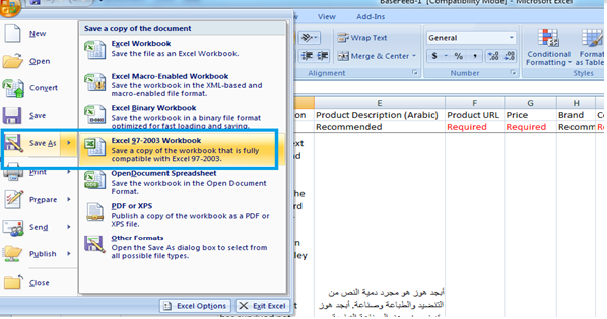 BaseFeed-1 [Compatibility Mode] - Microsoft Excel
View
Add-Ins
Wrap Text
General
Merge & Center
$ - % ,
Conditional
Formatting
Format
as Table
Alignment
Number
New
Open
Convert
Save
Save As
Print
Prepare
Send
Publish
Close
Save a copy of the document
Excel Workbook
Save the file as an Excel Workbook.
Excel Macro-Enabled Workbook
Save the workbook in the XML-based and
macro-enabled file format.
Excel Binary Workbook
Save the workbook in a binary file format
optimized for fast loading and saving.
Excel 97-2003 Workbook
Save a copy of the workbook that is fully
compatible with Excel 97-2003.
OpenDocument Spreadsheet
Save the workbook in the Open Document
Format.
PDF or XPS
Publish a copy of the workbook as a PDF or
XPS file.
Other Formats
Open the Save As dialog box to select from
all possible file types.
Excel Options
Exit Excel
E F G H
on Product Description (Arabic) Product URL Price Brand Co
Recommended Required Required Recomm
ext
ley
أبجد هوز هو مجرد دمية النص من
التنضيد والطباعة وصناعة. أبجد هوز